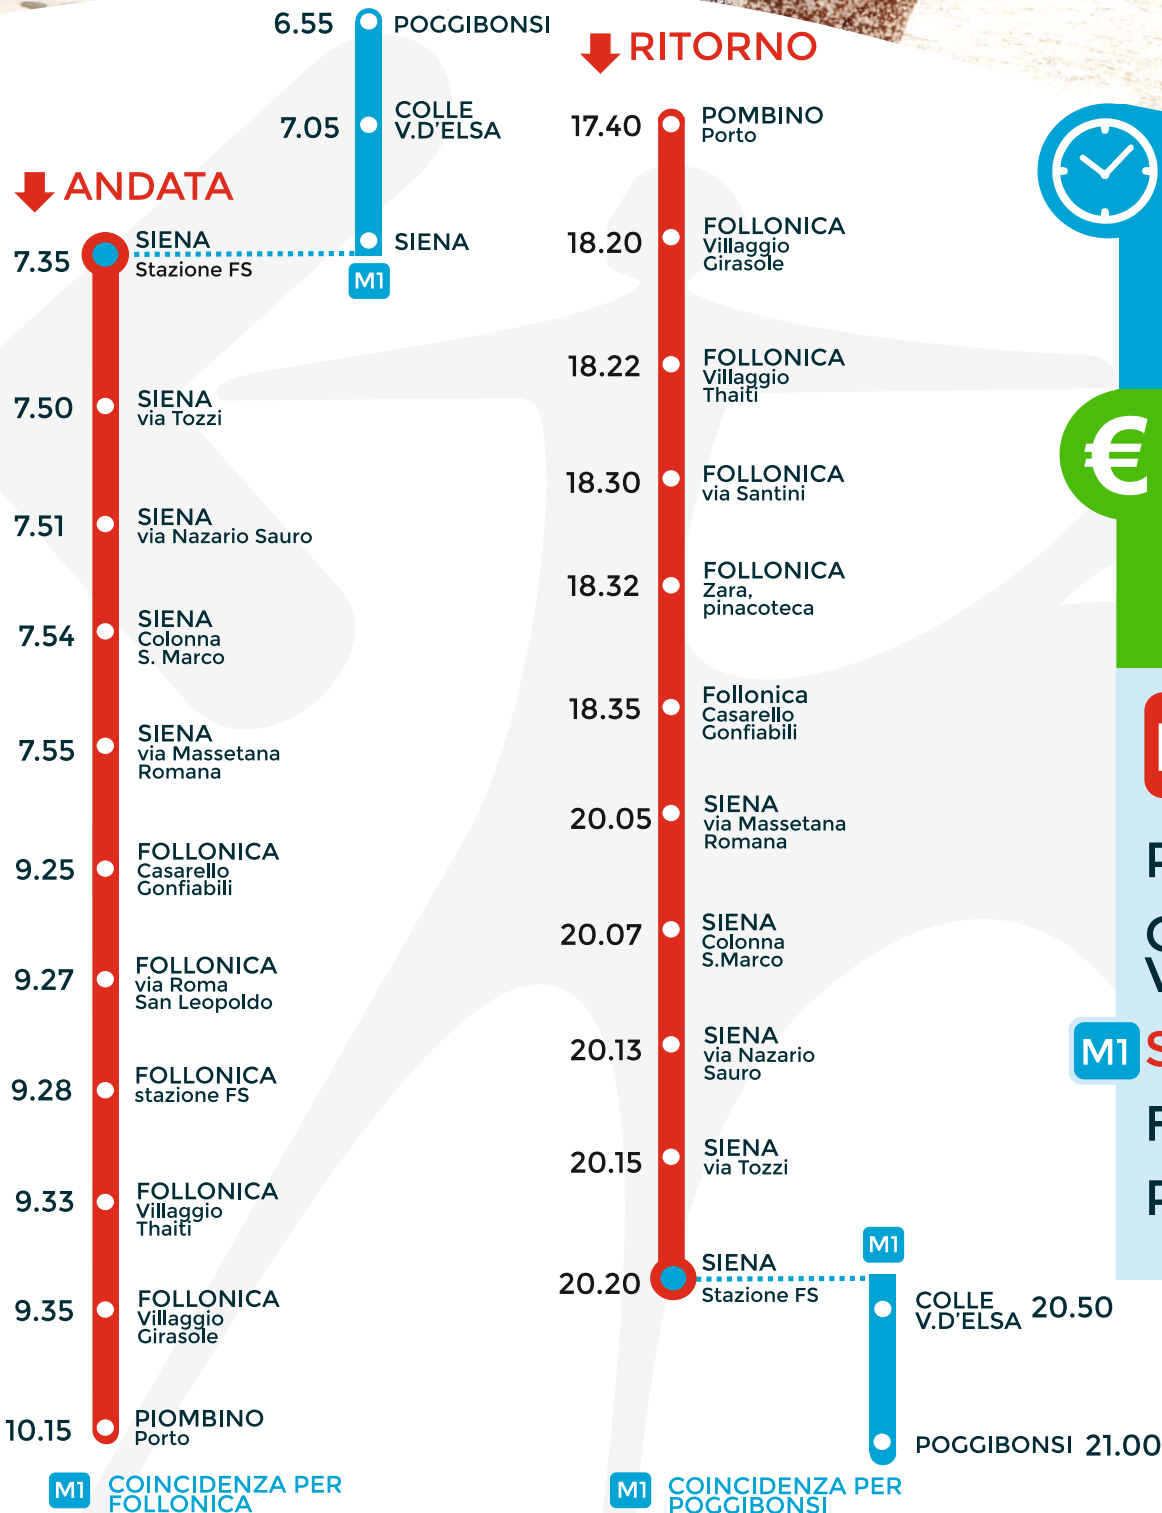 6.55 POGGIBONSI
7.05 COLLE
V.D'ELSA
SIENA
M1
ANDATA
7.35 SIENA
Stazione FS
7.50 SIENA
via Tozzi
7.51 SIENA
via Nazario Sauro
7.54 SIENA
Colonna
S. Marco
7.55 SIENA
via Massetana
Romana
9.25 FOLLONICA
Casarello
Gonfiabili
9.27 FOLLONICA
via Roma
San Leopoldo
9.28 FOLLONICA
stazione FS
9.33 FOLLONICA
Villaggio
Thaiti
9.35 FOLLONICA
Villaggio
Girasole
10.15 PIOMBINO
Porto
M1 COINCIDENZA PER
FOLLONICA
RITORNO
17.40 POMBINO
Porto
18.20 FOLLONICA
Villaggio
Girasole
18.22 FOLLONICA
Villaggio
Thaiti
18.30 FOLLONICA
via Santini
18.32 FOLLONICA
Zara,
pinacoteca
18.35 Follonica
Casarello
Gonfiabili
20.05 SIENA
via Massetana
Romana
20.07 SIENA
Colonna
S.Marco
20.13 SIENA
via Nazario
Sauro
20.15 SIENA
via Tozzi
20.20 SIENA
Stazione FS
M1
COLLE
V.D'ELSA 20.50
POGGIBONSI 21.00
M1 COINCIDENZA PER
POGGIBONSI
€
M1